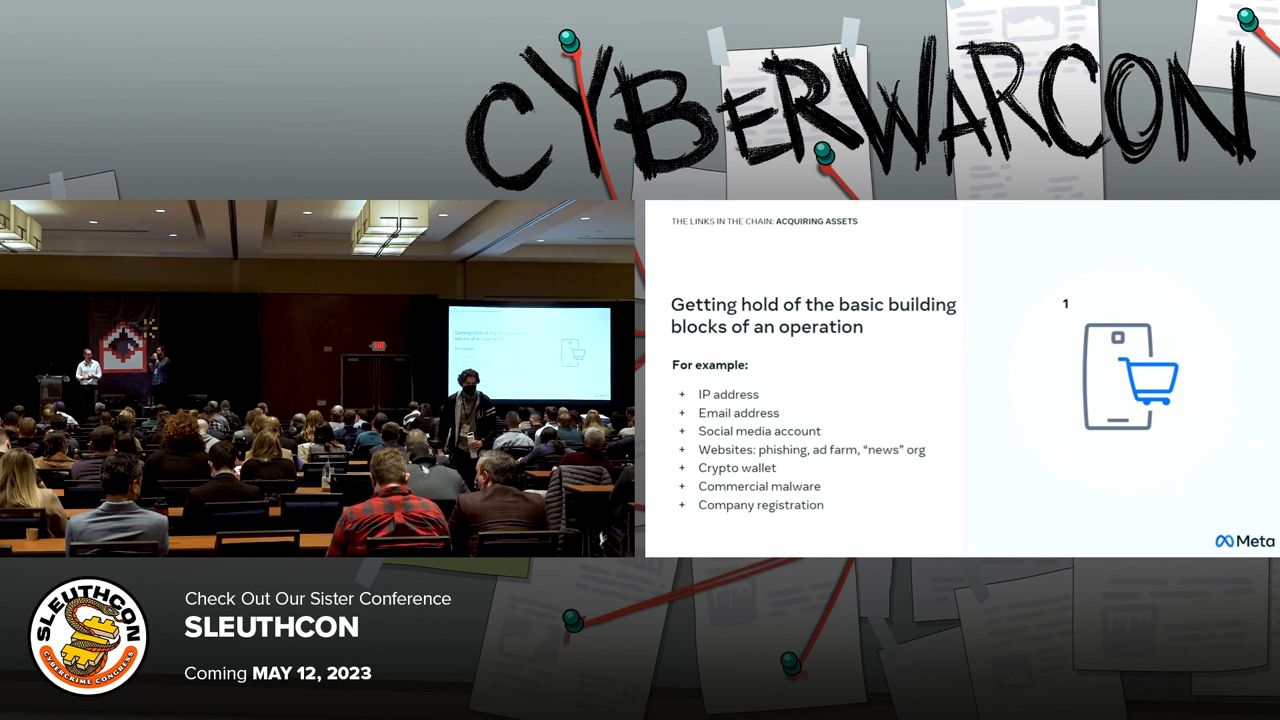 CYBERWARCON
THE LINKS IN THE CHAIN: ACQUIRING ASSETS
Getting hold of the basic building
blocks of an operation
For example:
+ IP address
+ Email address
+ Social media account
+ Websites: phishing, ad farm, “news” org
+ Crypto wallet
+ Commercial malware
+ Company registration
1
Meta
EXIT
SLEUTHCON
CYBERCRIME CONGRESS
Check Out Our Sister Conference
SLEUTHCON
Coming MAY 12, 2023